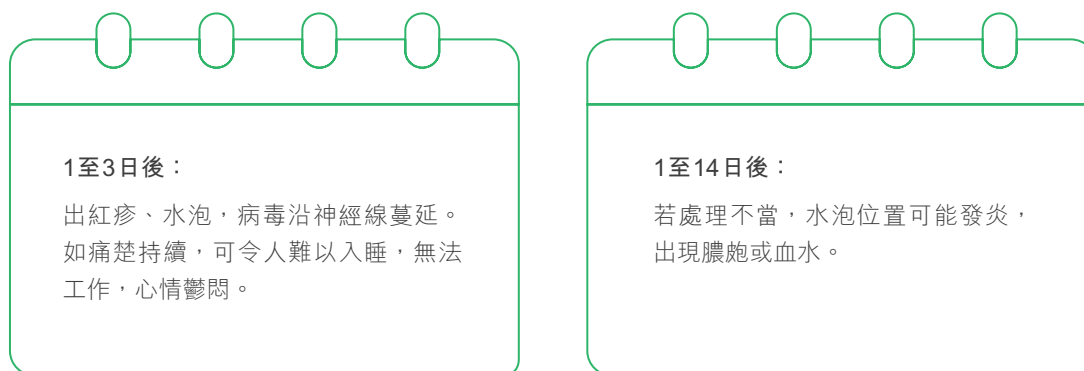 1至3日後：
出紅疹、水泡，病毒沿神經線蔓延。
如痛楚持續，可令人難以入睡，無法
工作，心情鬱悶。
1至14日後：
若處理不當，水泡位置可能發炎，
出現膿皰或血水。